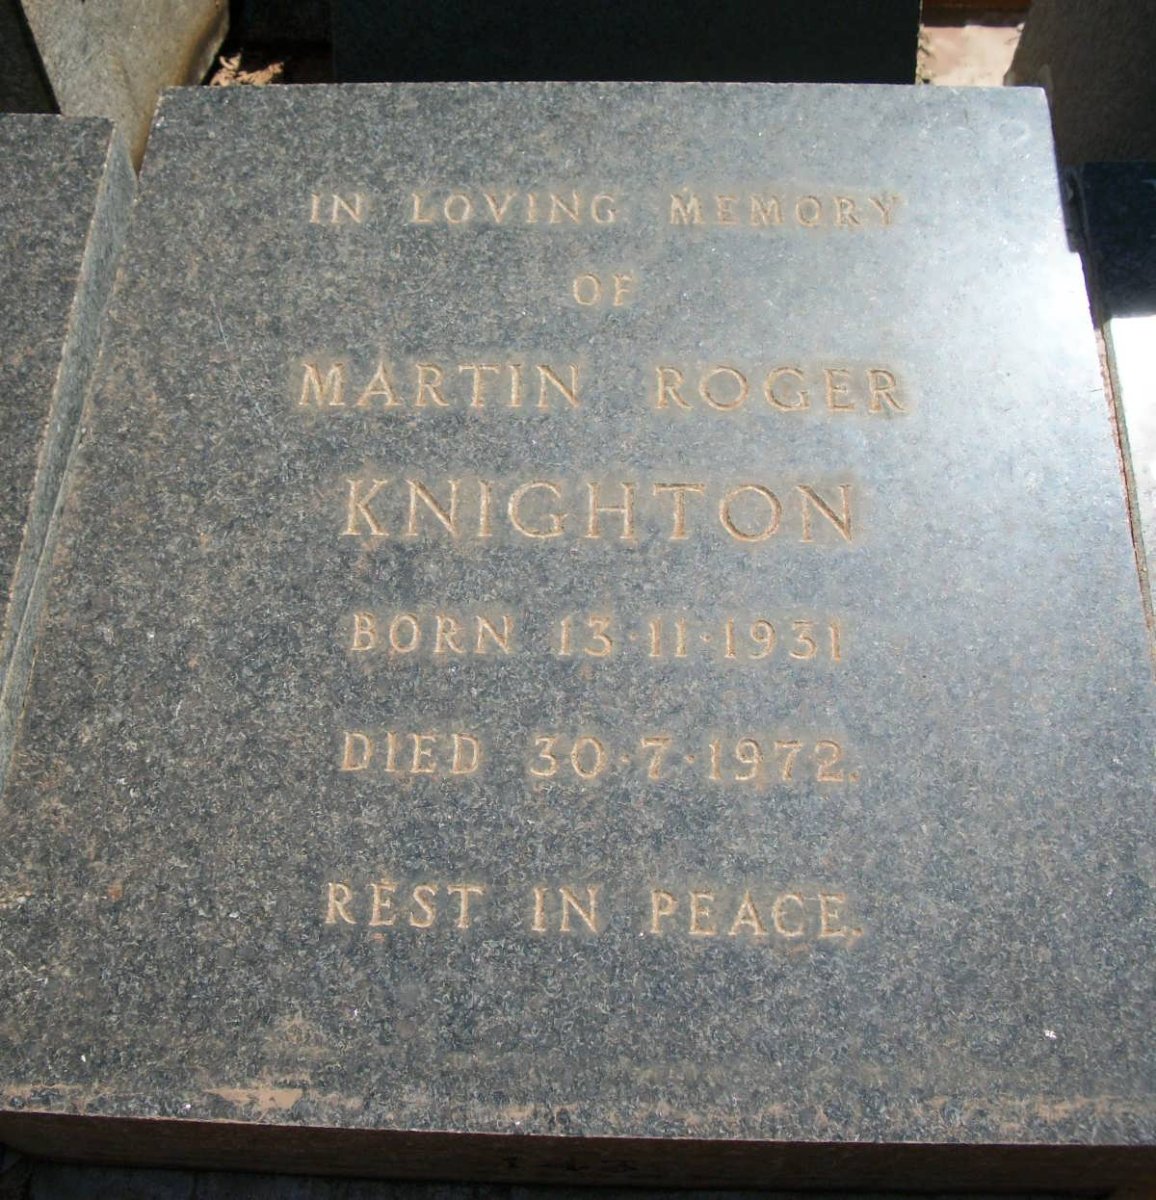 IN LOVING MEMORY
OF
MARTIN ROGER
KNIGHTON
BORN 13·11·1931
DIED 30·7·1972.
REST IN PEACE.